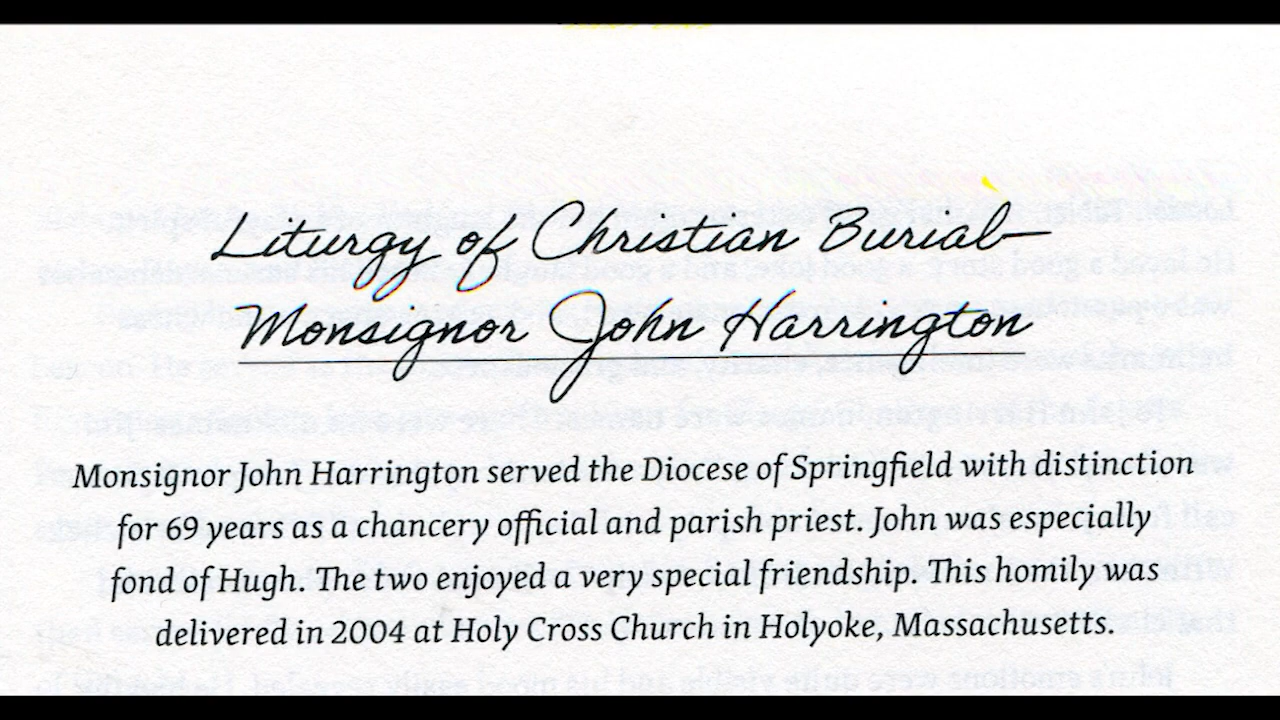 Liturgy of Christian Burial—
Monsignor John Harrington
Monsignor John Harrington served the Diocese of Springfield with distinction
for 69 years as a chancery official and parish priest. John was especially
fond of Hugh. The two enjoyed a very special friendship. This homily was
delivered in 2004 at Holy Cross Church in Holyoke, Massachusetts.